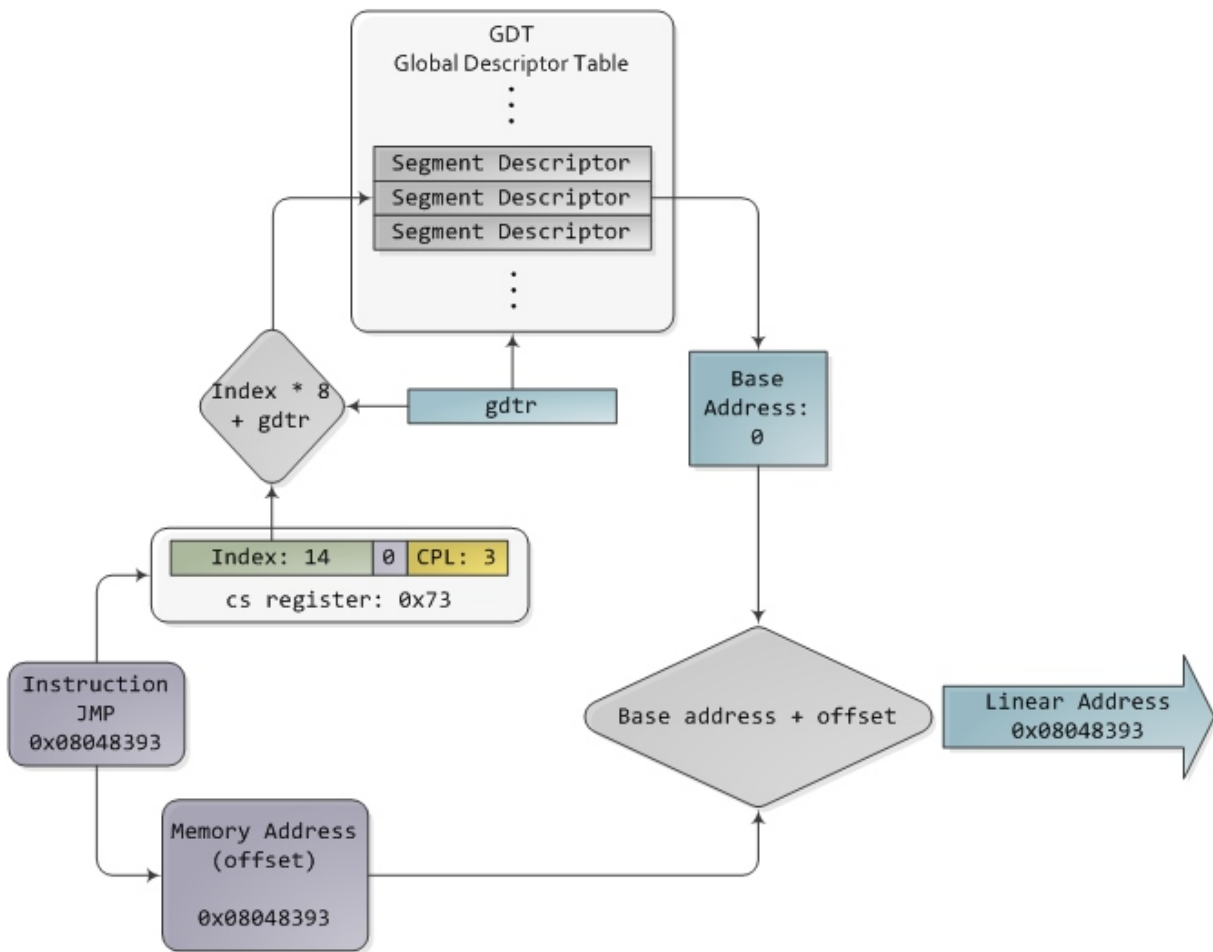 GDT
Global Descriptor Table
Segment Descriptor
Segment Descriptor
Segment Descriptor
Index * 8
+ gdtr
gdtr
Base
Address:
0
Index: 14
0
CPL: 3
cs register: 0x73
Instruction
JMP
0x08048393
Base address + offset
Linear Address
0x08048393
Memory Address
(offset)
0x08048393